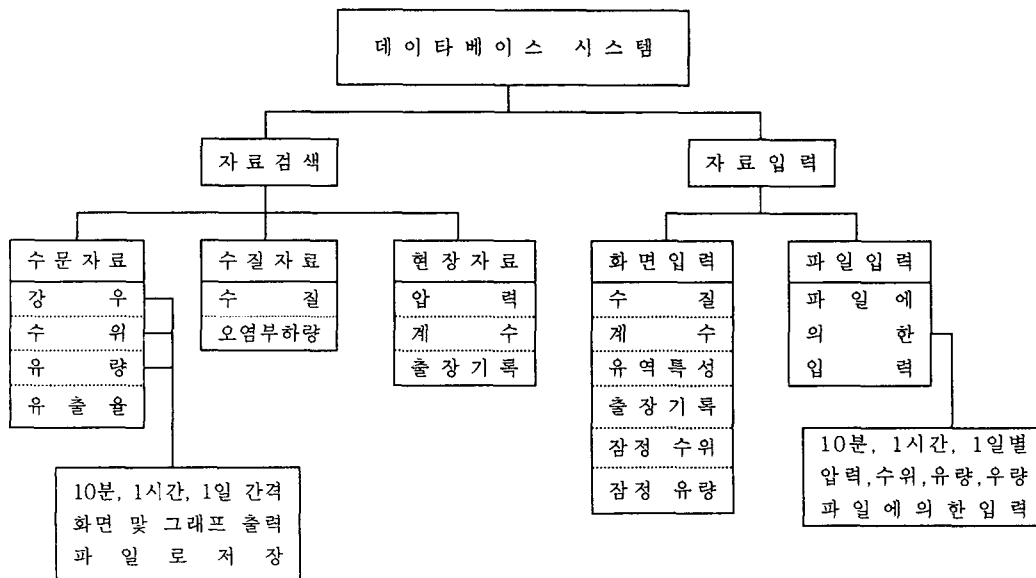 데이타베이스 시스템
자료검색
자료입력
수문자료
강우
수위
유량
유출율
수질자료
수질
오염부하량
현장자료
압력
계수
출장기록
화면입력
수질
계수
유역특성
출장기록
잠정 수위
잠정 유량
파일입력
파일에
의한
입력
10분, 1시간, 1일 간격
화면 및 그래프 출력
파일로저장
10분, 1시간, 1일별
압력,수위,유량,우량
파일에의한입력